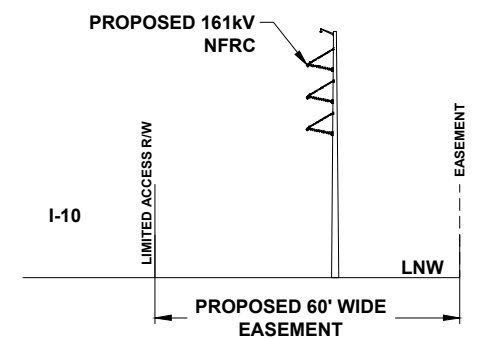 PROPOSED 161kV
NFRC
LIMITED ACCESS R/W
EASEMENT
I-10
LNW
PROPOSED 60' WIDE
EASEMENT